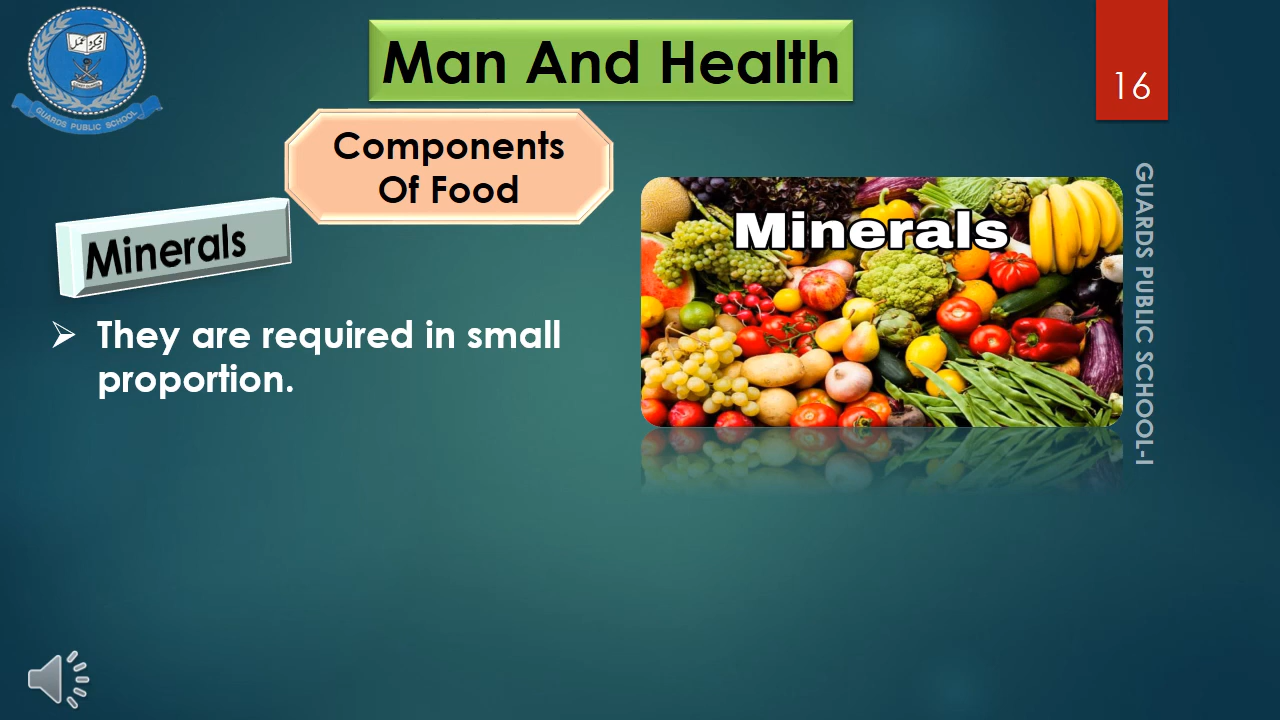 Man And Health
16
Components
Of Food
Minerals
They are required in small
proportion.
Minerals
GUARDS PUBLIC SCHOOL-I
GUARDS PUBLIC SCHOOL